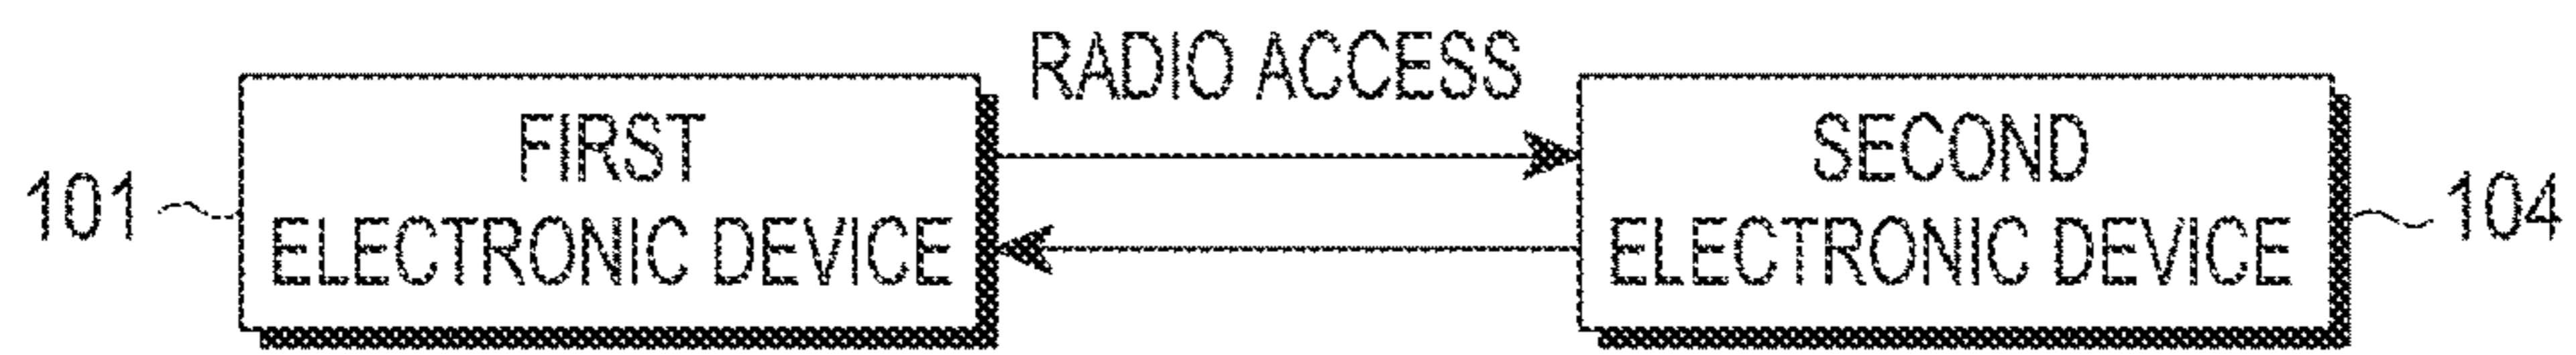 RADIO ACCESS
FIRST
ELECTRONIC DEVICE
SECOND
ELECTRONIC DEVICE
101
104